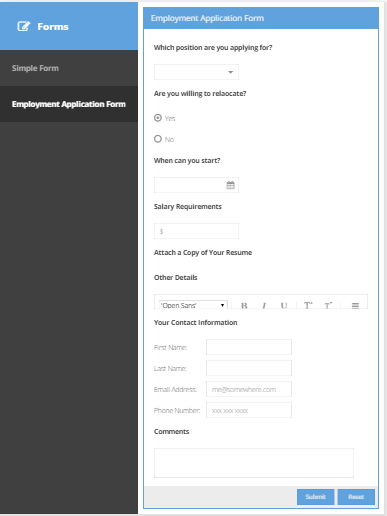 Forms
Simple Form
Employment Application Form
Employment Application Form
Which position are you applying for?
Are you willing to relaocate?
Yes
No
When can you start?
Salary Requirements
$
Attach a Copy of Your Resume
Other Details
'Open Sans' B I U T T
Your Contact Information
First Name:
Last Name:
Email Address: me@somewhere.com
Phone Number: xxx xxx xxxx
Comments
Submit Reset